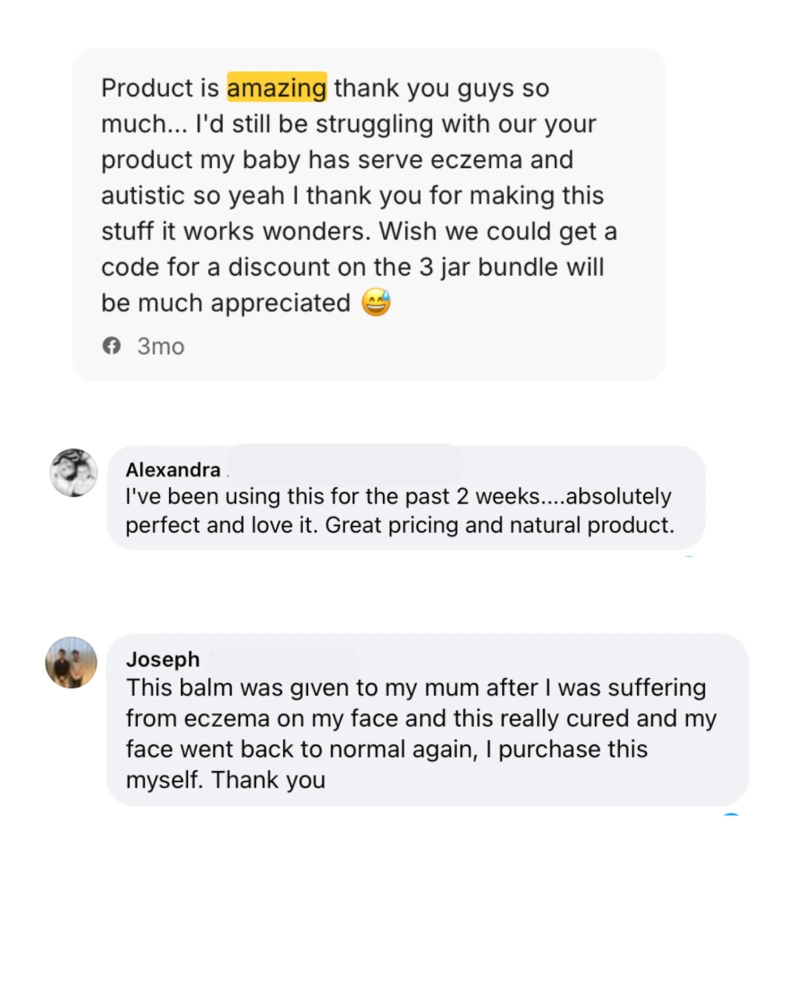 Product is amazing thank you guys so
much... I'd still be struggling with our your
product my baby has serve eczema and
autistic so yeah I thank you for making this
stuff it works wonders. Wish we could get a
code for a discount on the 3 jar bundle will
be much appreciated 😅
3mo
Alexandra
I've been using this for the past 2 weeks....absolutely
perfect and love it. Great pricing and natural product.
Joseph
This balm was given to my mum after I was suffering
from eczema on my face and this really cured and my
face went back to normal again, I purchase this
myself. Thank you